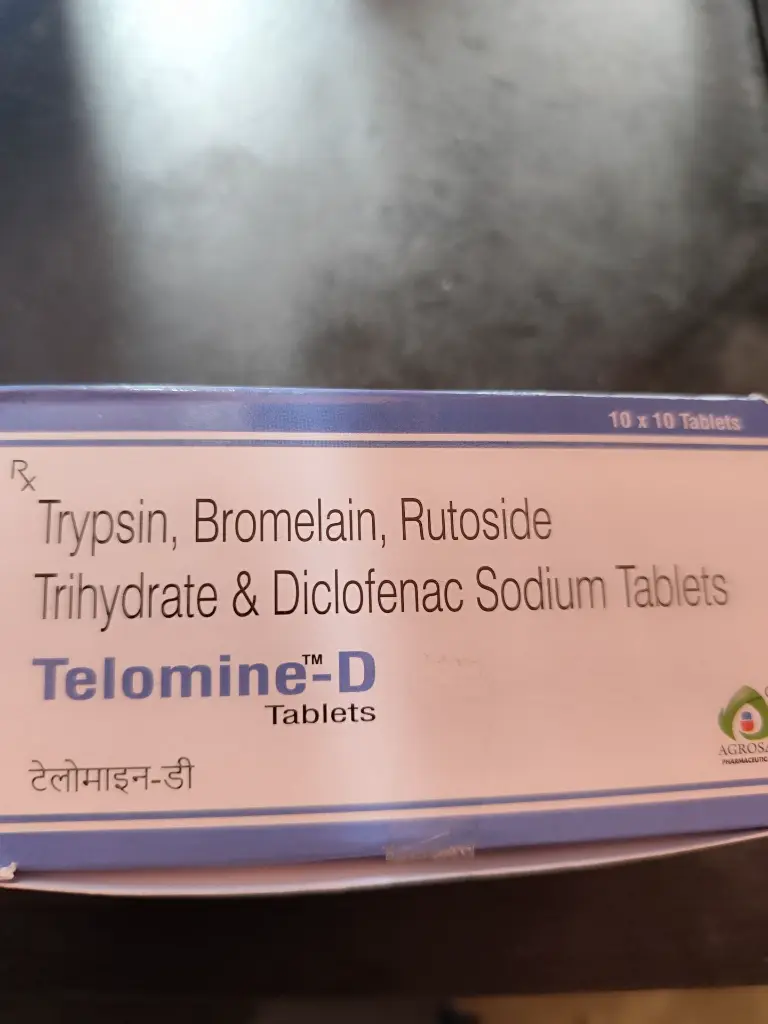 10 x 10 Tablets
Rx
Trypsin, Bromelain, Rutoside
Trihydrate & Diclofenac Sodium Tablets
Telomine™-D
Tablets
टेलोमाइन-डी